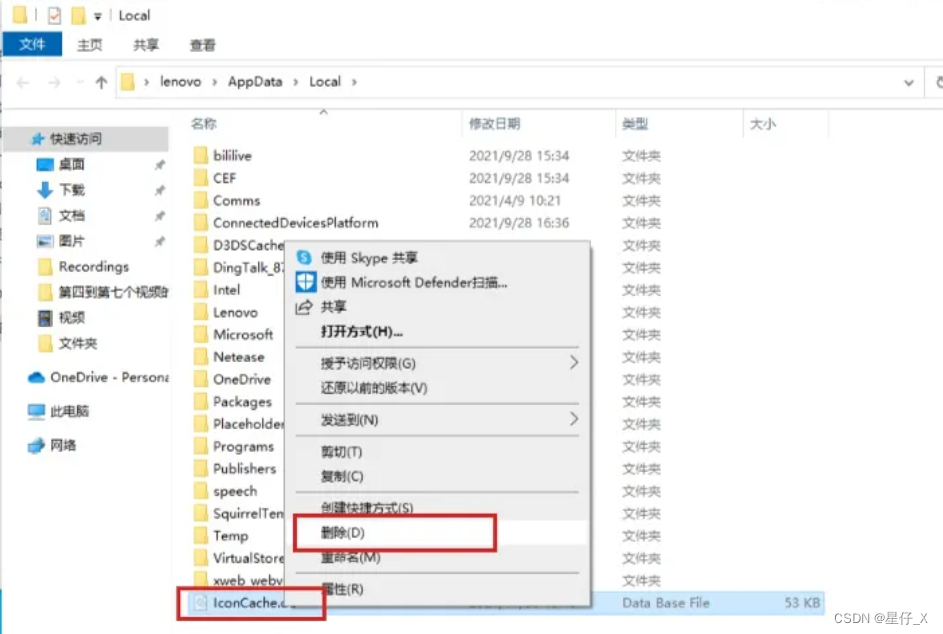 Local
文件 主页 共享 查看
lenovo › AppData › Local ›
名称 修改日期 类型 大小
快速访问
桌面
下载
文档
图片
Recordings
第四到第七个视频的
视频
文件夹
OneDrive - Persona
此电脑
网络
bililive 2021/9/28 15:34 文件夹
CEF 2021/9/28 15:34 文件夹
Comms 2021/4/9 10:21 文件夹
ConnectedDevicesPlatform 2021/9/28 16:36 文件夹
D3DSCache 文件夹
DingTalk_87 文件夹
Intel 文件夹
Lenovo 文件夹
Microsoft 文件夹
Netease 文件夹
OneDrive 文件夹
Packages 文件夹
Placeholder 文件夹
Programs 文件夹
Publishers 文件夹
speech 文件夹
SquirrelTem 文件夹
Temp 文件夹
VirtualStore 文件夹
xweb_webv 文件夹
IconCache. Data Base File 53 KB
使用 Skype 共享
使用 Microsoft Defender扫描...
共享
打开方式(H)...
授予访问权限(G)
还原以前的版本(V)
发送到(N)
剪切(T)
复制(C)
创建快捷方式(S)
删除(D)
重命名(M)
属性(R)
CSDN @星仔_X